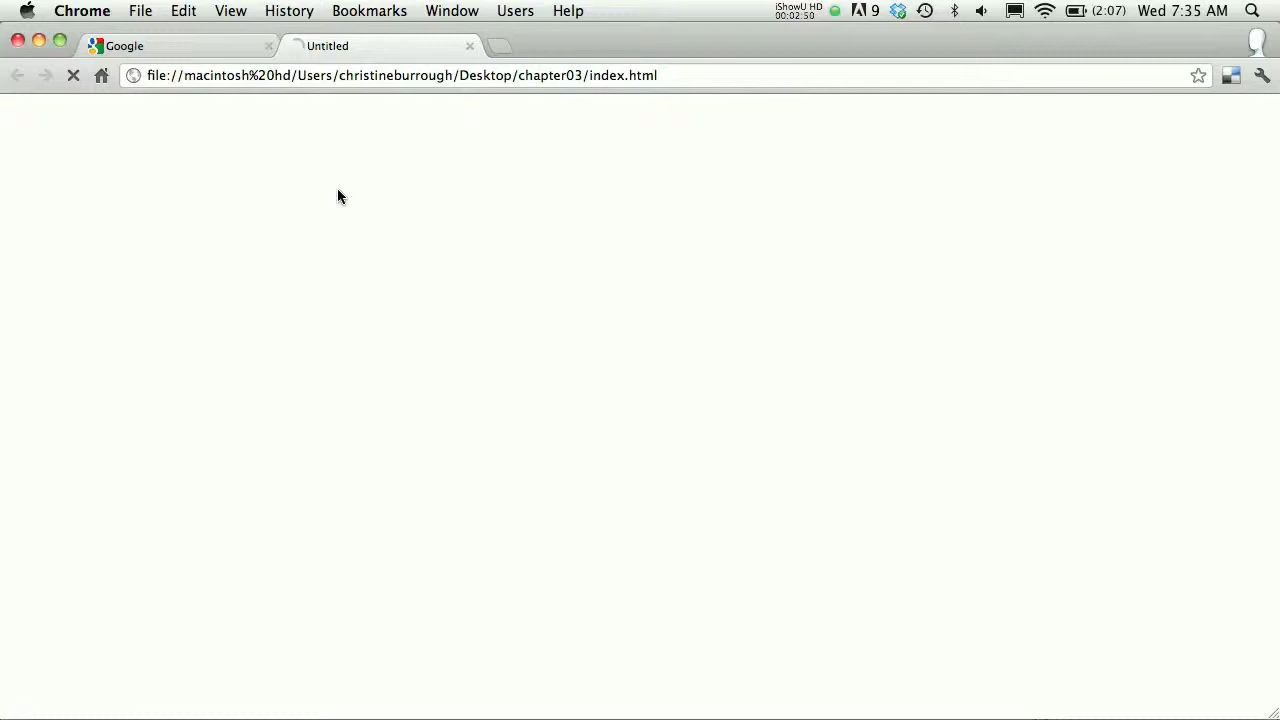 Chrome File Edit View History Bookmarks Window Users Help iShowU HD 00:02:50 9 (2:07) Wed 7:35 AM
Google Untitled
file://macintosh%20hd/Users/christineburrough/Desktop/chapter03/index.html